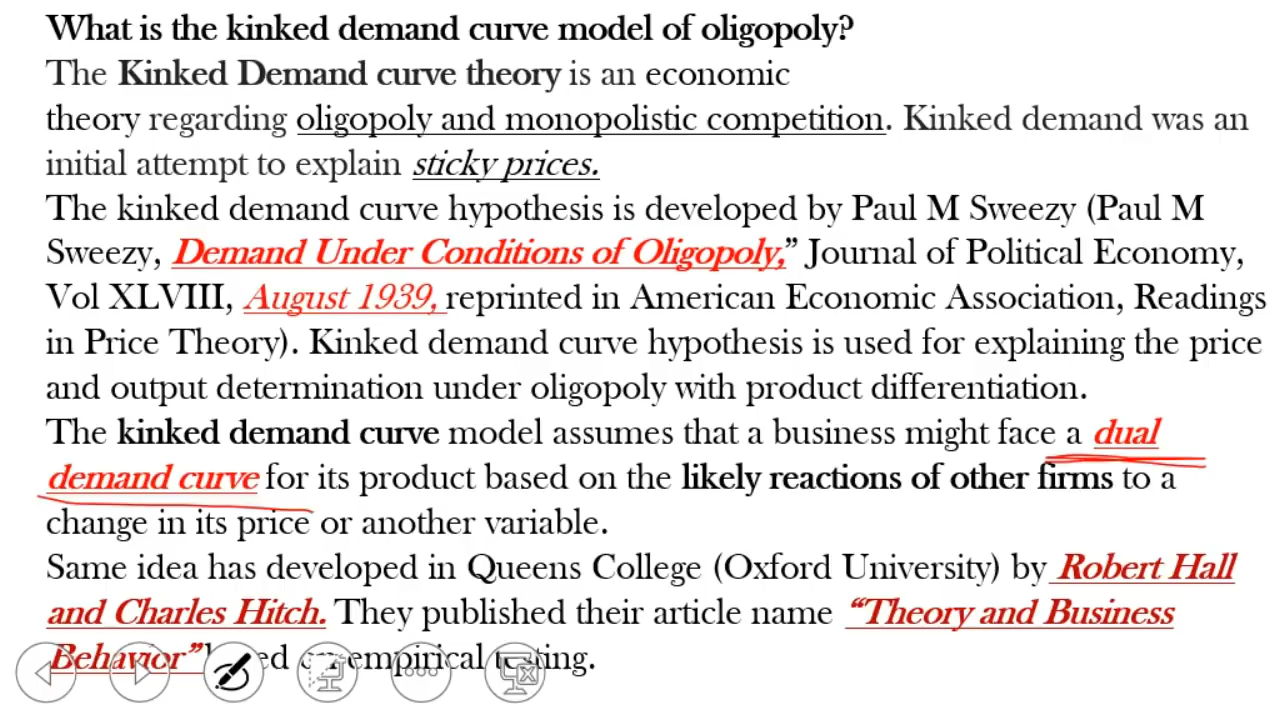 What is the kinked demand curve model of oligopoly?
The Kinked Demand curve theory is an economic
theory regarding oligopoly and monopolistic competition. Kinked demand was an
initial attempt to explain sticky prices.
The kinked demand curve hypothesis is developed by Paul M Sweezy (Paul M
Sweezy, Demand Under Conditions of Oligopoly,” Journal of Political Economy,
Vol XLVIII, August 1939, reprinted in American Economic Association, Readings
in Price Theory). Kinked demand curve hypothesis is used for explaining the price
and output determination under oligopoly with product differentiation.
The kinked demand curve model assumes that a business might face a dual
demand curve for its product based on the likely reactions of other firms to a
change in its price or another variable.
Same idea has developed in Queens College (Oxford University) by Robert Hall
and Charles Hitch. They published their article name “Theory and Business
Behavior” empirical testing.